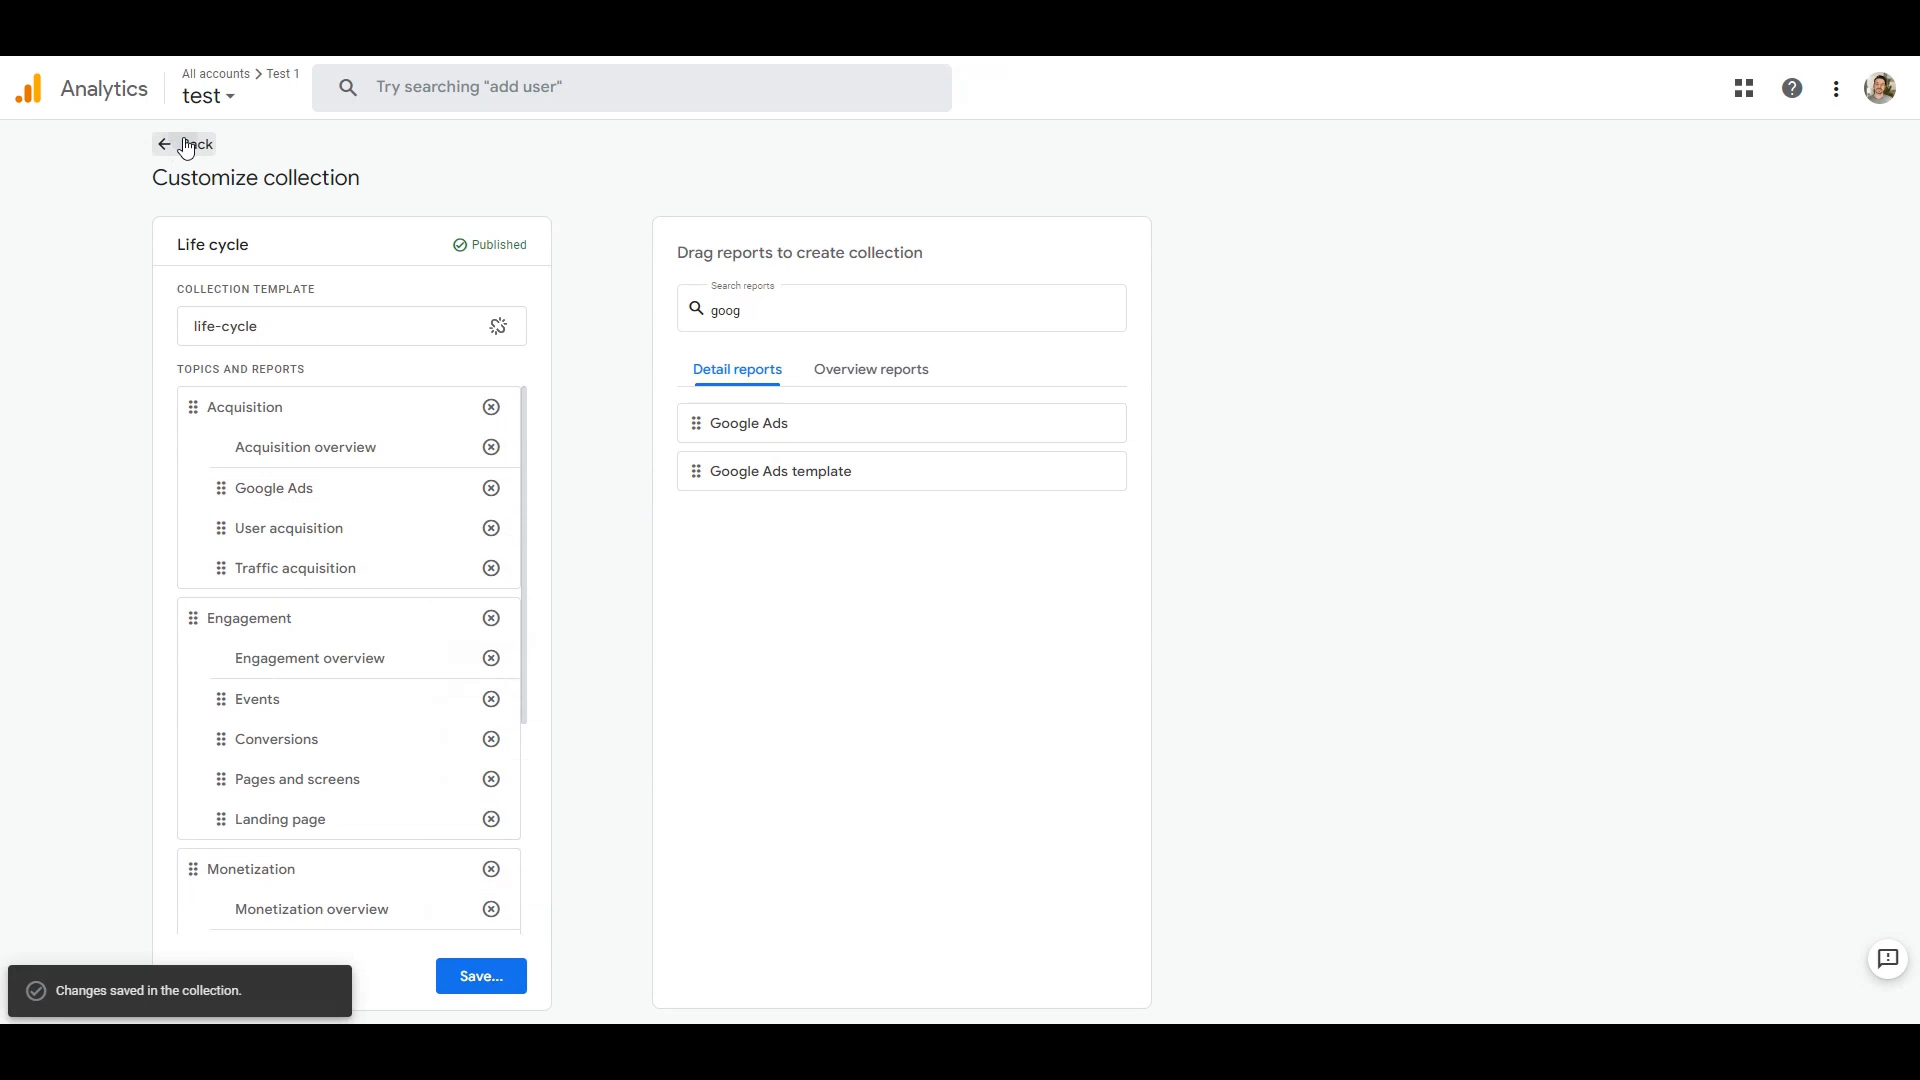 Analytics
All accounts > Test 1
test
Try searching "add user"
Back
Customize collection
Life cycle
Published
COLLECTION TEMPLATE
life-cycle
TOPICS AND REPORTS
Acquisition
Acquisition overview
Google Ads
User acquisition
Traffic acquisition
Engagement
Engagement overview
Events
Conversions
Pages and screens
Landing page
Monetization
Monetization overview
Save...
Changes saved in the collection.
Drag reports to create collection
Search reports
goog
Detail reports
Overview reports
Google Ads
Google Ads template